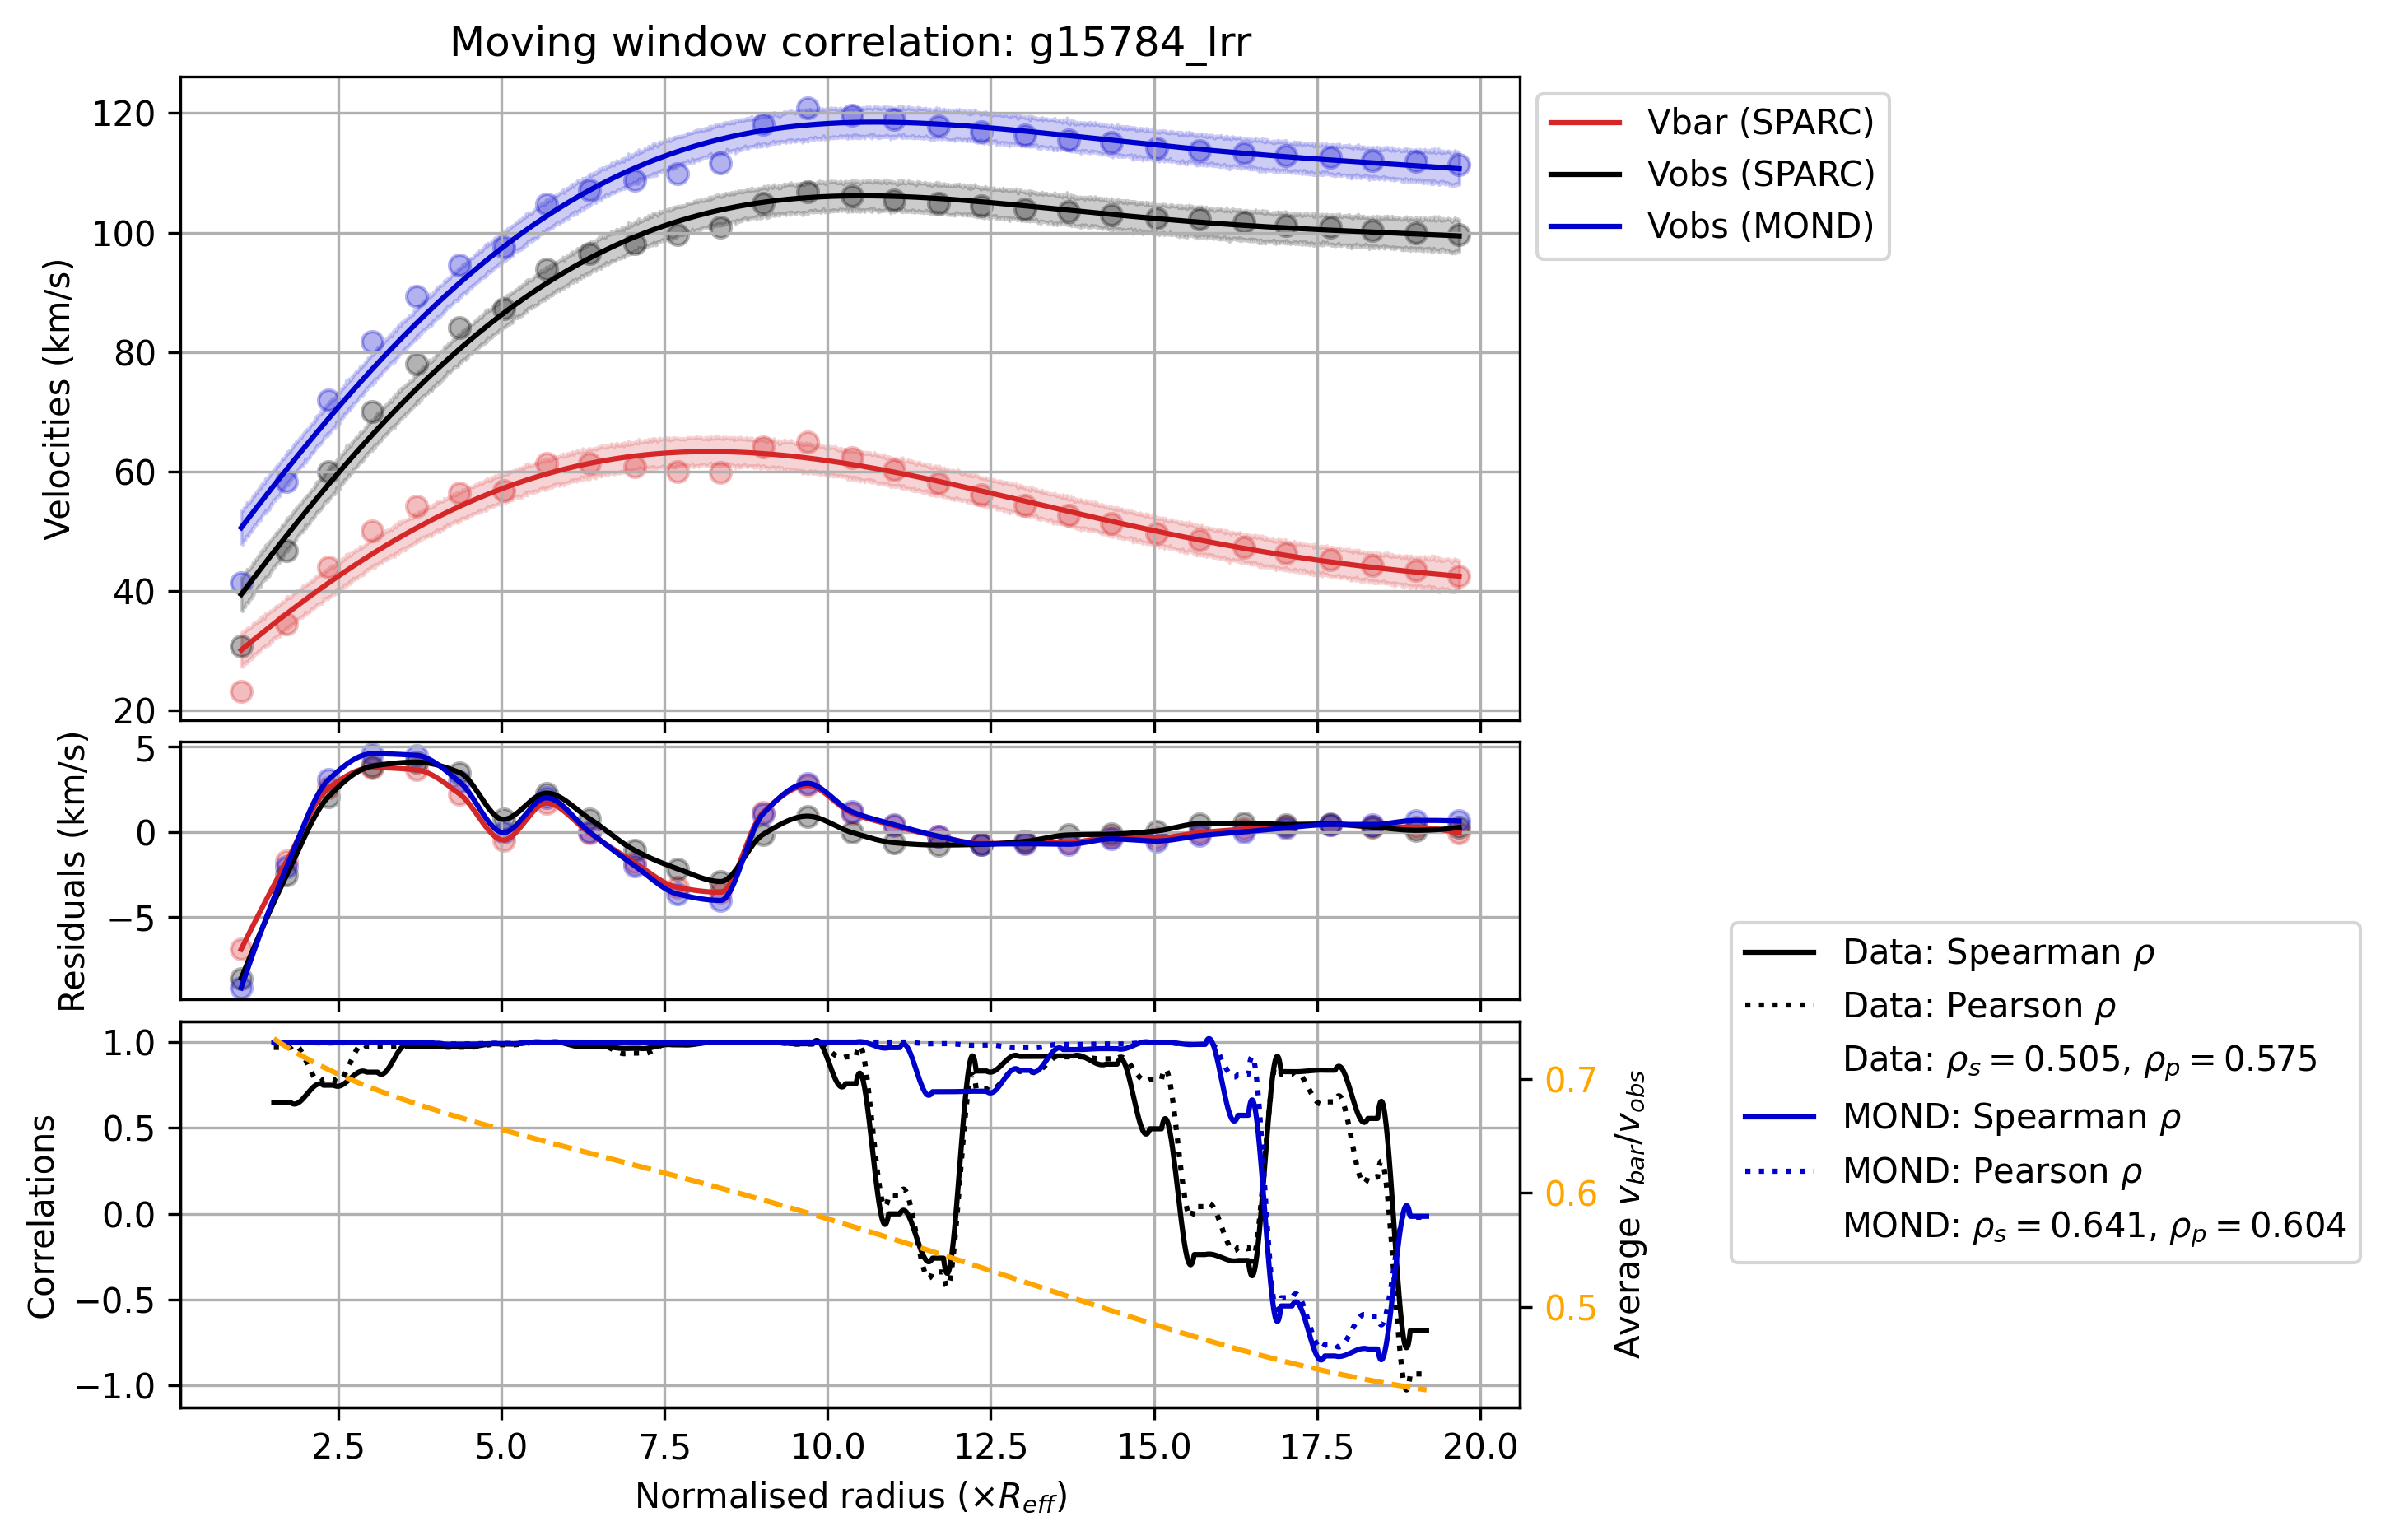 Moving window correlation: g15784_Irr
120
100
80
60
40
20
Velocities (km/s)
Vbar (SPARC)
Vobs (SPARC)
Vobs (MOND)
5
0
−5
Residuals (km/s)
1.0
0.5
0.0
−0.5
−1.0
Correlations
0.7
0.6
0.5
Average v_bar/v_obs
Data: Spearman ρ
Data: Pearson ρ
Data: ρ_s = 0.505, ρ_p = 0.575
MOND: Spearman ρ
MOND: Pearson ρ
MOND: ρ_s = 0.641, ρ_p = 0.604
2.5 5.0 7.5 10.0 12.5 15.0 17.5 20.0
Normalised radius (×R_eff)